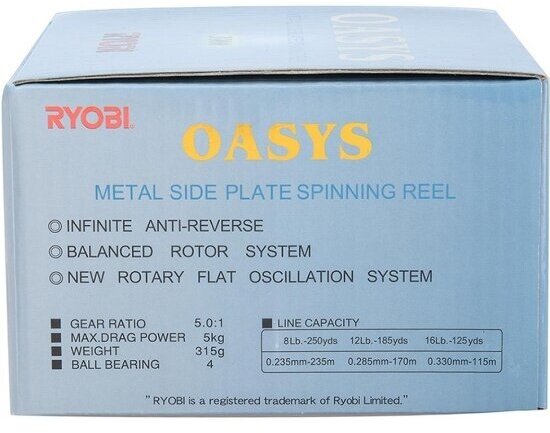 RYOBI
OASYS
METAL SIDE PLATE SPINNING REEL
◎ INFINITE ANTI-REVERSE
◎ BALANCED ROTOR SYSTEM
◎ NEW ROTARY FLAT OSCILLATION SYSTEM
■ GEAR RATIO 5.0:1
■ MAX.DRAG POWER 5kg
■ WEIGHT 315g
■ BALL BEARING 4
■ LINE CAPACITY
8Lb.-250yds 12Lb.-185yds 16Lb.-125yds
0.235mm-235m 0.285mm-170m 0.330mm-115m
" RYOBI is a registered trademark of Ryobi Limited."